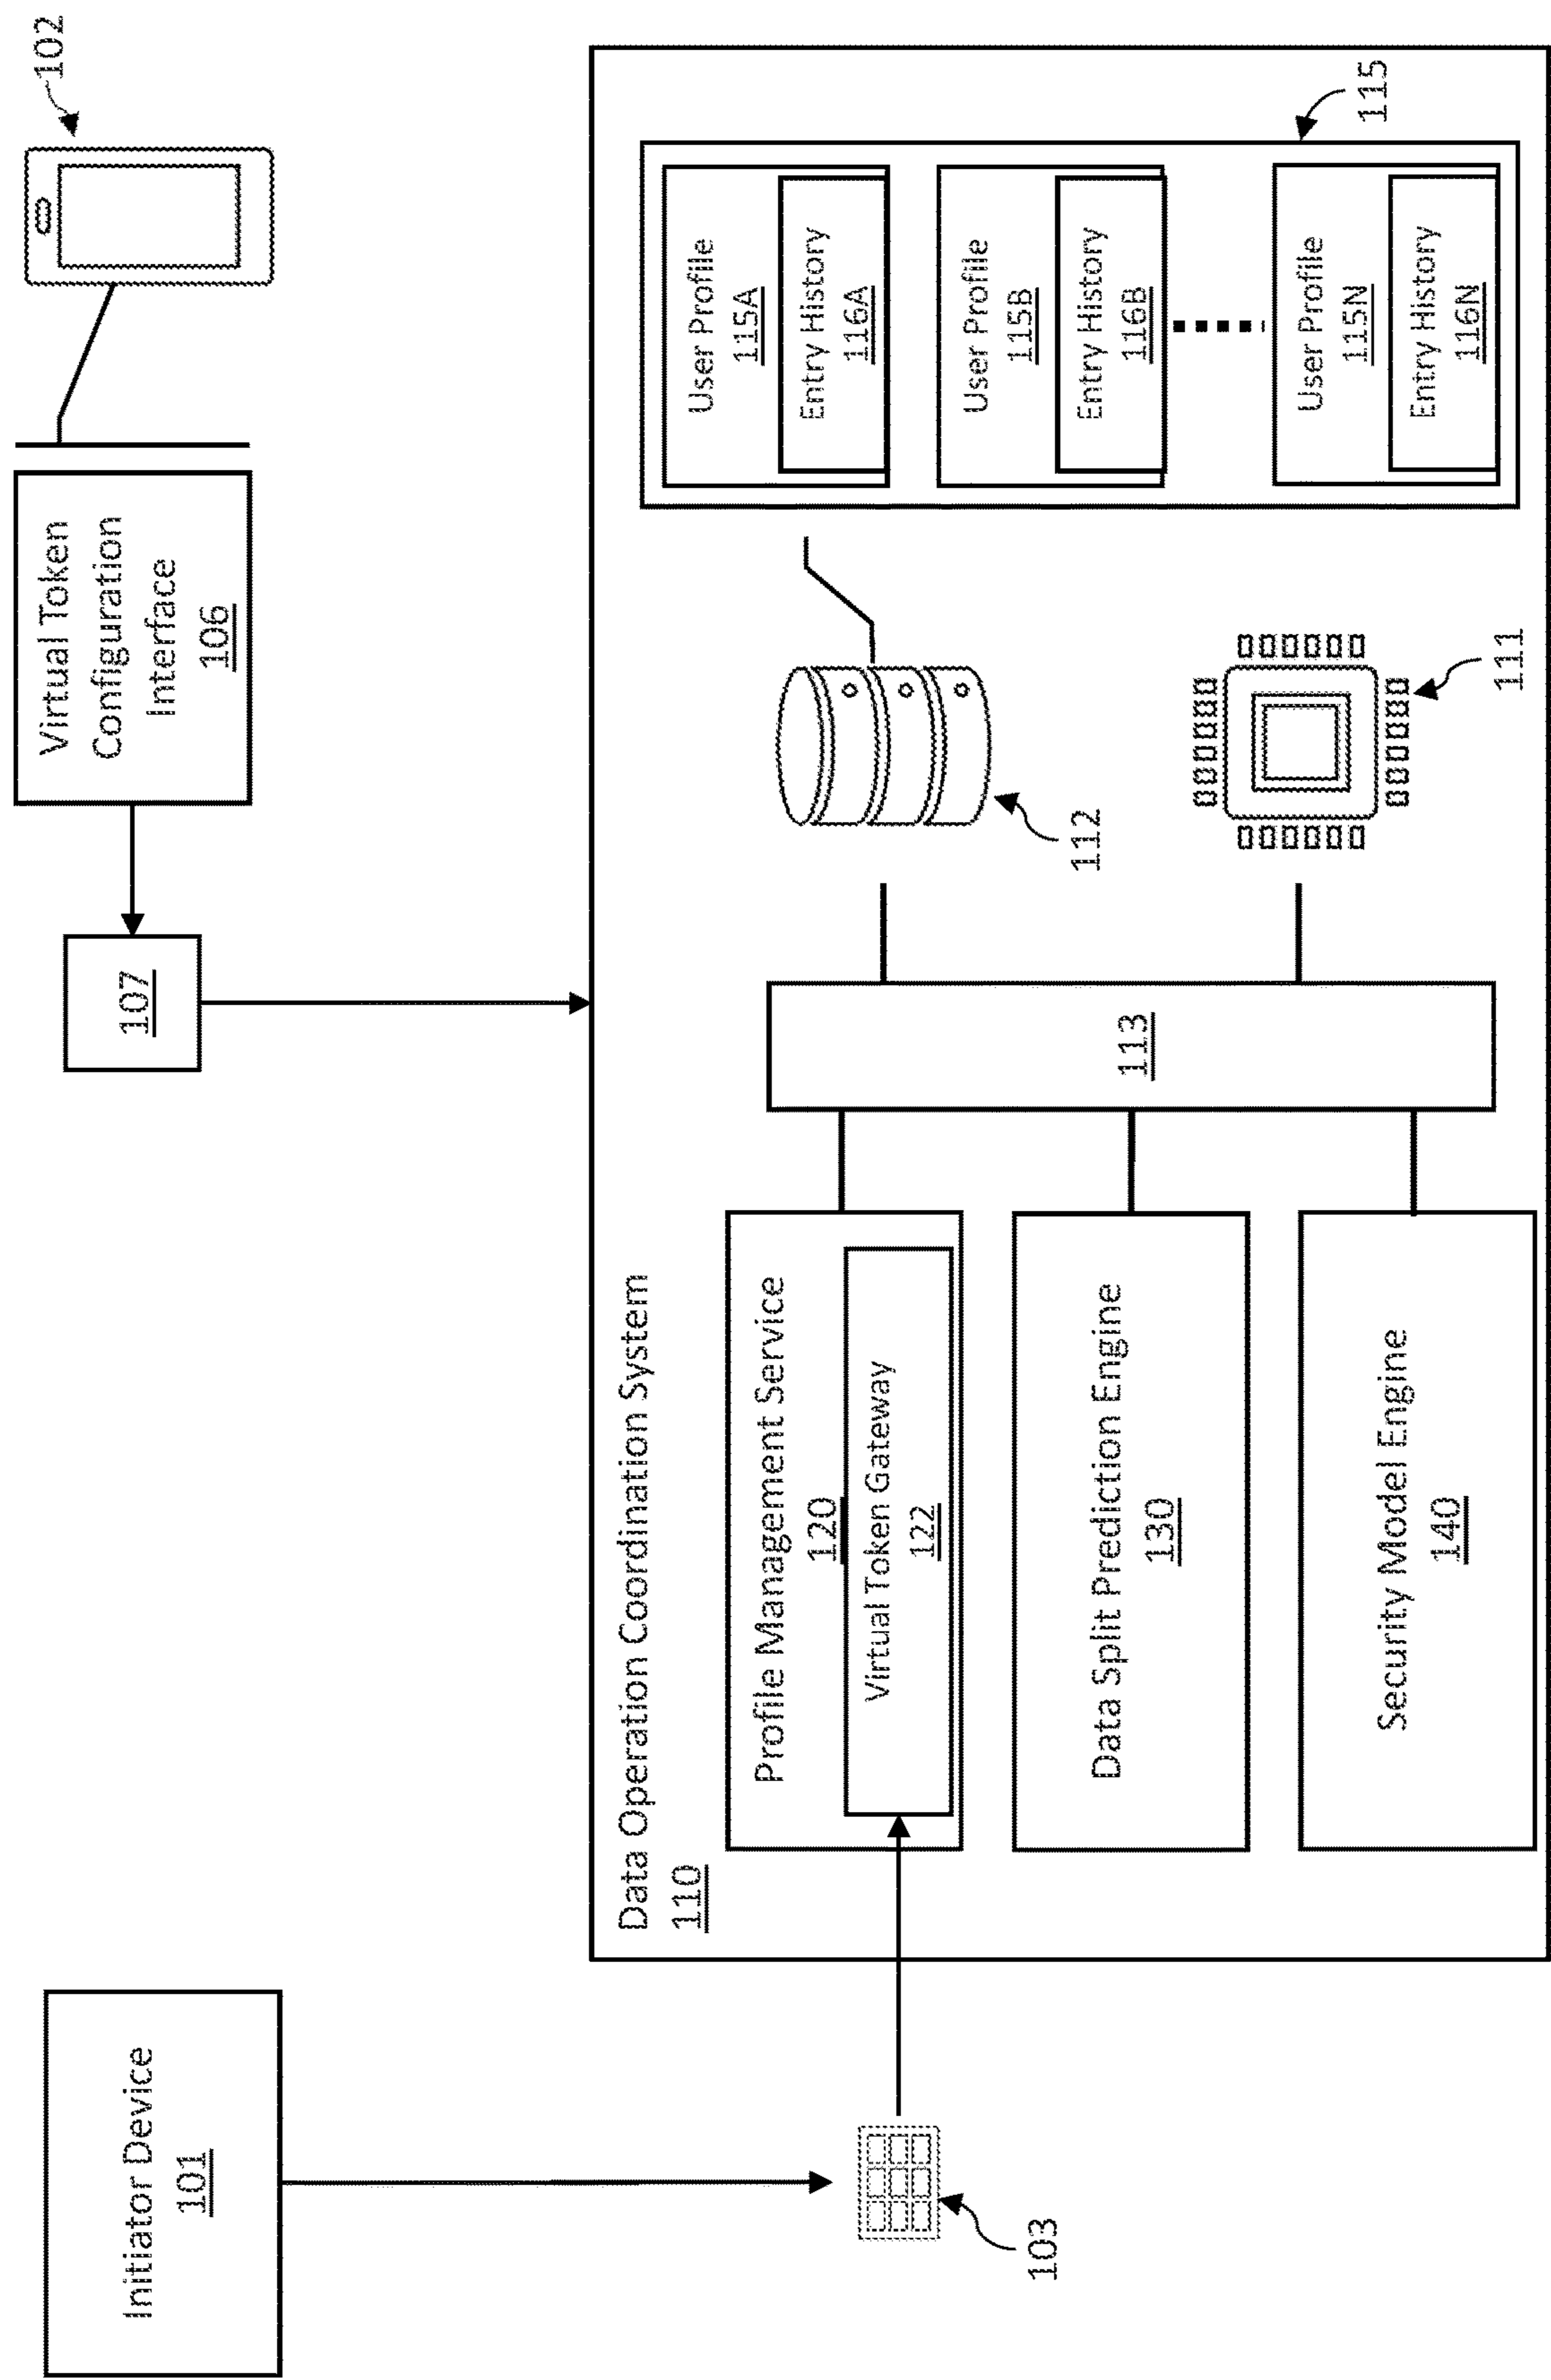 Initiator Device
101
103
Virtual Token
Configuration
Interface
106
102
107
Data Operation Coordination System
110
Profile Management Service
120
Virtual Token Gateway
122
Data Split Prediction Engine
130
Security Model Engine
140
113
112
111
115
User Profile
115A
Entry History
116A
User Profile
115B
Entry History
116B
User Profile
115N
Entry History
116N